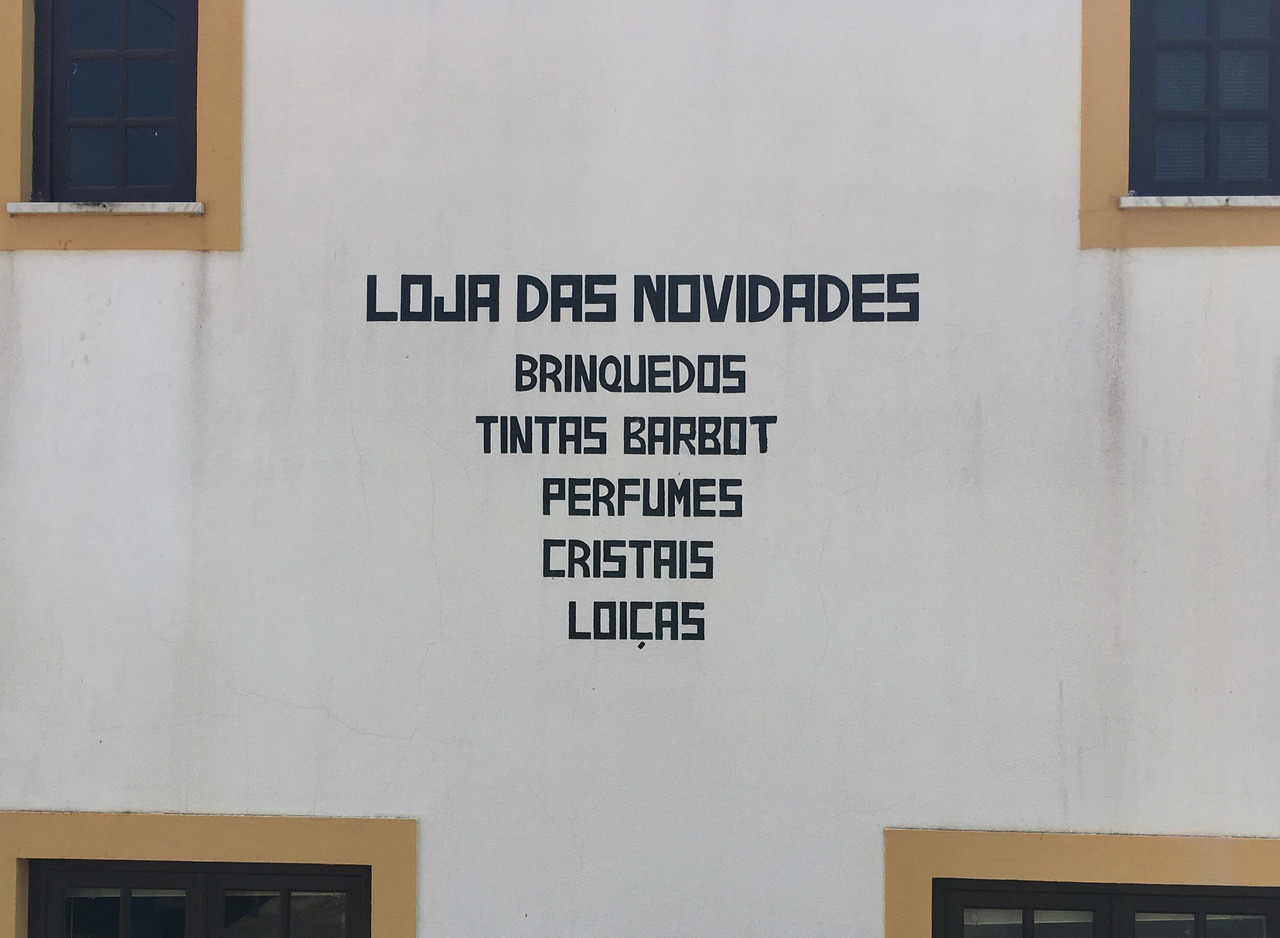 LOJA DAS NOVIDADES
BRINQUEDOS
TINTAS BARBOT
PERFUMES
CRISTAIS
LOIÇAS